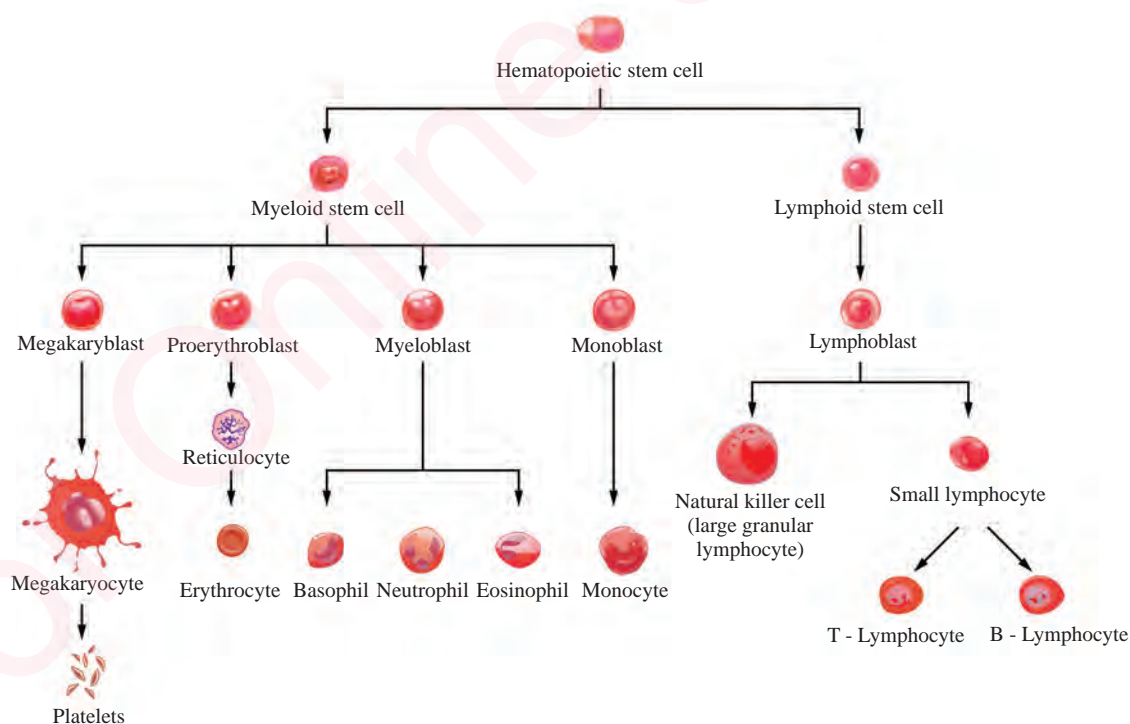 Hematopoietic stem cell
Myeloid stem cell
Lymphoid stem cell
Megakaryblast
Proerythroblast
Myeloblast
Monoblast
Lymphoblast
Reticulocyte
Natural killer cell
(large granular
lymphocyte)
Small lymphocyte
Megakaryocyte
Erythrocyte
Basophil
Neutrophil
Eosinophil
Monocyte
T - Lymphocyte
B - Lymphocyte
Platelets
Online